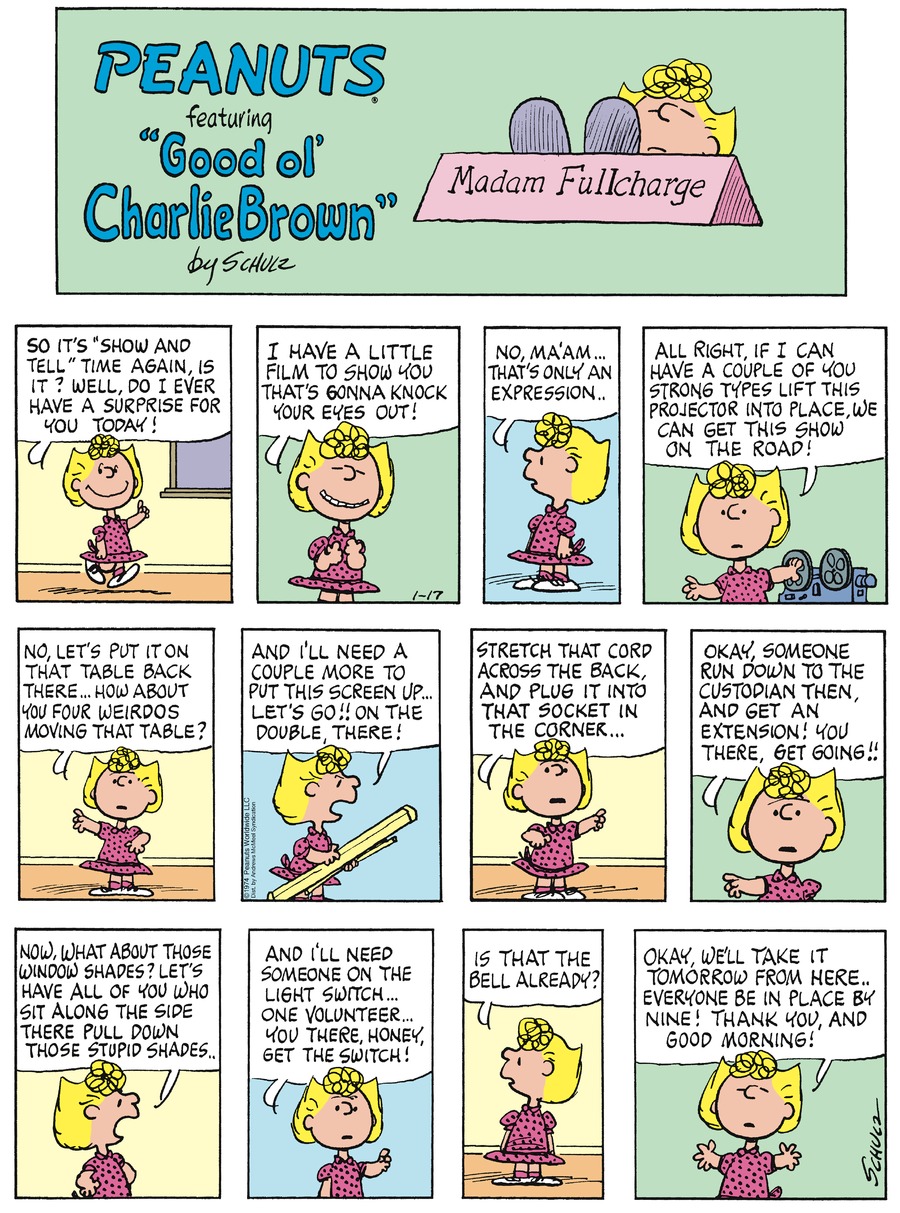 PEANUTS
®
featuring
"Good ol'
CharlieBrown"
by SCHULZ
Madam Fullcharge
SO IT'S "SHOW AND
TELL" TIME AGAIN, IS
IT? WELL, DO I EVER
HAVE A SURPRISE FOR
YOU TODAY!
I HAVE A LITTLE
FILM TO SHOW YOU
THAT'S GONNA KNOCK
YOUR EYES OUT!
1-17
NO, MA'AM...
THAT'S ONLY AN
EXPRESSION..
ALL RIGHT, IF I CAN
HAVE A COUPLE OF YOU
STRONG TYPES LIFT THIS
PROJECTOR INTO PLACE, WE
CAN GET THIS SHOW
ON THE ROAD!
NO, LET'S PUT IT ON
THAT TABLE BACK
THERE... HOW ABOUT
YOU FOUR WEIRDOS
MOVING THAT TABLE?
AND I'LL NEED A
COUPLE MORE TO
PUT THIS SCREEN UP...
LET'S GO!! ON THE
DOUBLE, THERE!
©1974 Peanuts Worldwide LLC
Dist. by Andrews McMeel Syndication
STRETCH THAT CORD
ACROSS THE BACK,
AND PLUG IT INTO
THAT SOCKET IN
THE CORNER...
OKAY, SOMEONE
RUN DOWN TO THE
CUSTODIAN THEN,
AND GET AN
EXTENSION! YOU
THERE, GET GOING!!
NOW, WHAT ABOUT THOSE
WINDOW SHADES? LET'S
HAVE ALL OF YOU WHO
SIT ALONG THE SIDE
THERE PULL DOWN
THOSE STUPID SHADES..
AND I'LL NEED
SOMEONE ON THE
LIGHT SWITCH...
ONE VOLUNTEER...
YOU THERE, HONEY,
GET THE SWITCH!
IS THAT THE
BELL ALREADY?
OKAY, WE'LL TAKE IT
TOMORROW FROM HERE..
EVERYONE BE IN PLACE BY
NINE! THANK YOU, AND
GOOD MORNING!
SCHULZ